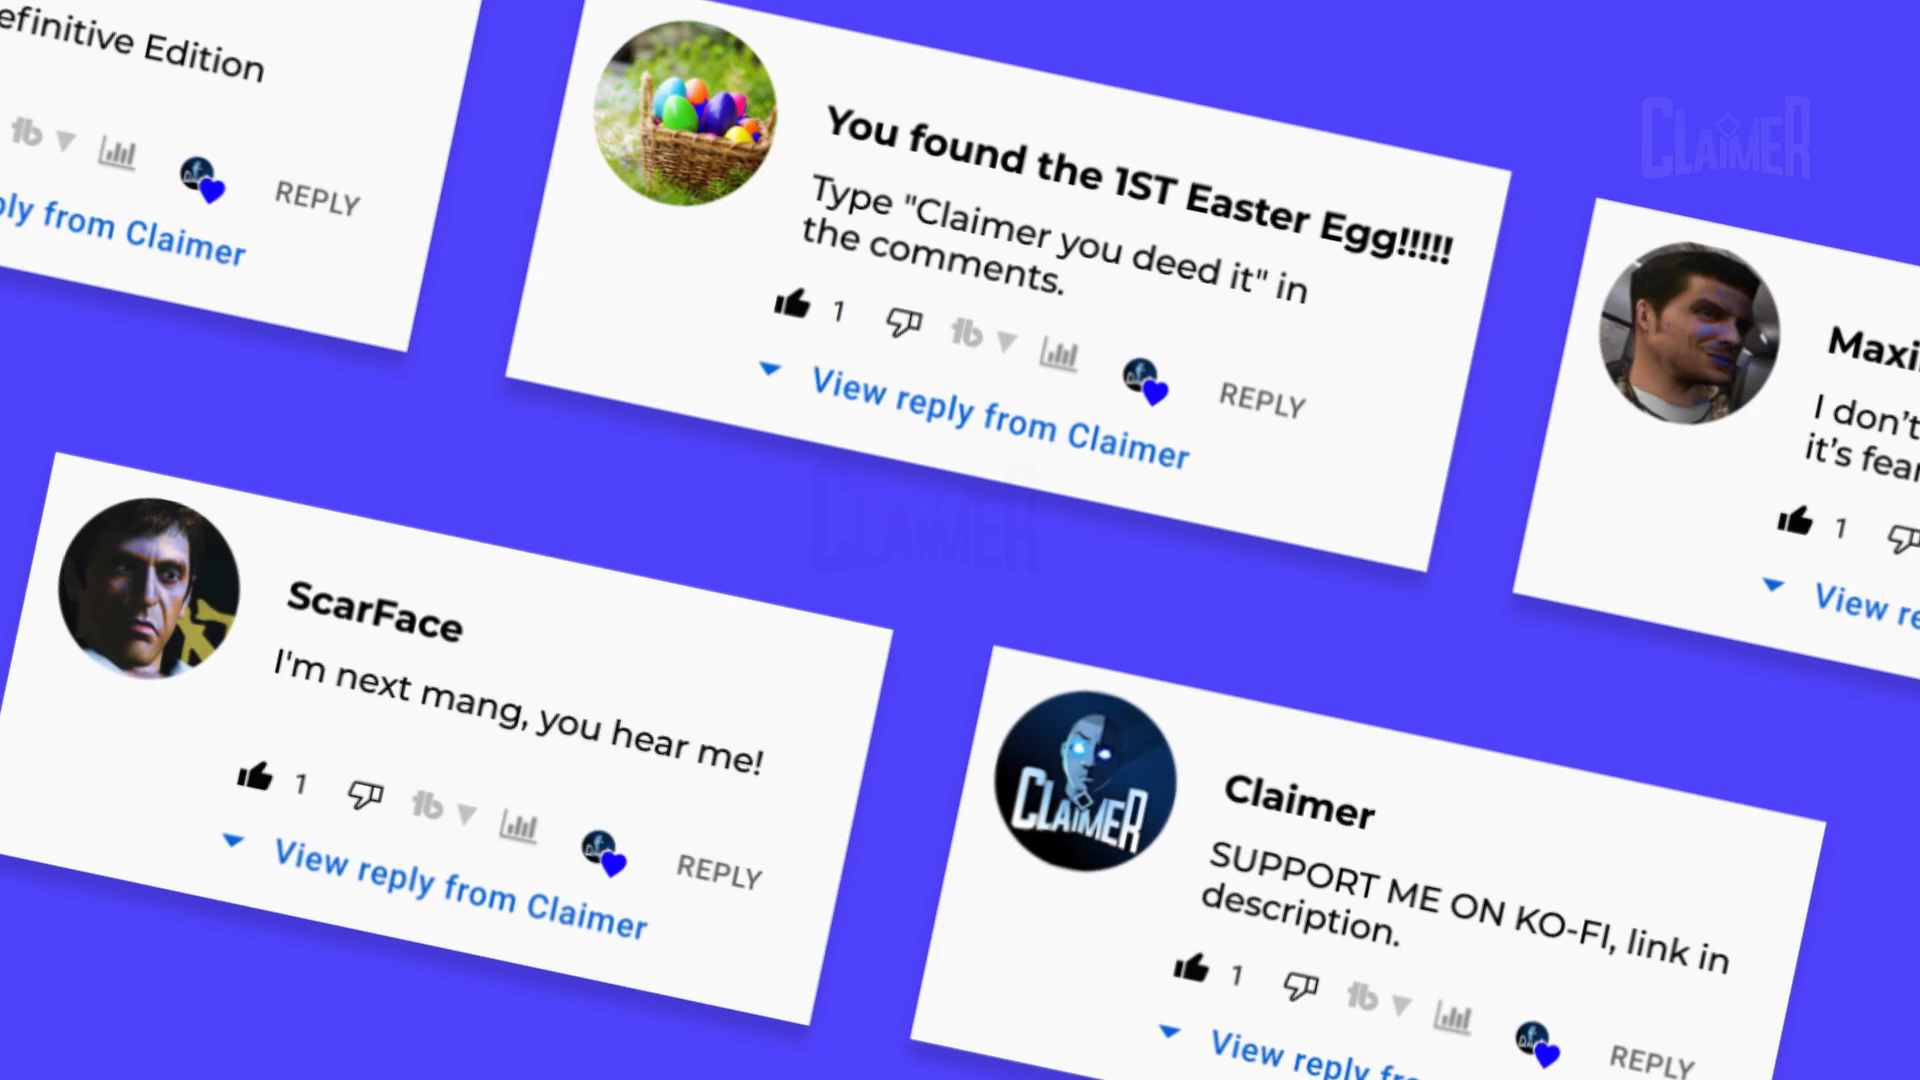 efinitive Edition
REPLY
ply from Claimer
You found the 1ST Easter Egg!!!!!
Type "Claimer you deed it" in
the comments.
1
REPLY
View reply from Claimer
CLAIMER
Maxi
I don't
it's fear
1
View re
CLAIMER
ScarFace
I'm next mang, you hear me!
1
REPLY
View reply from Claimer
CLAIMER
Claimer
SUPPORT ME ON KO-FI, link in
description.
1
REPLY
View reply fr